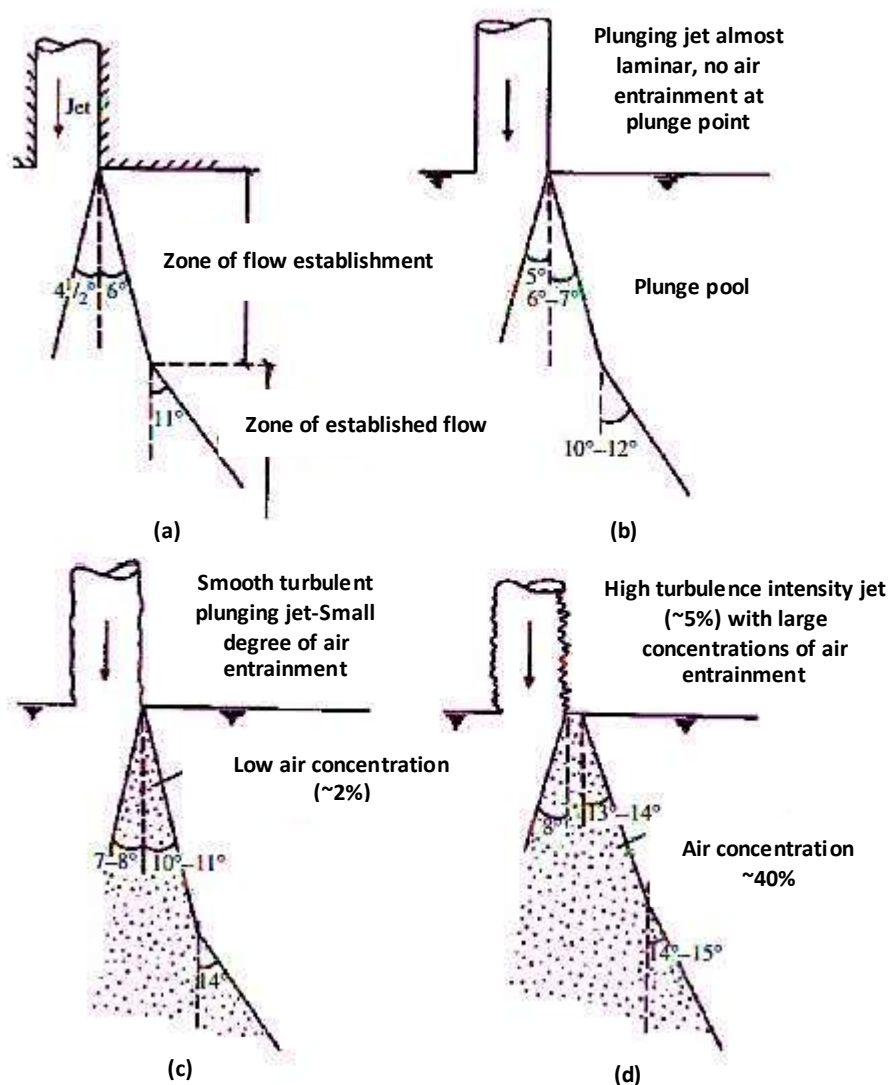 Jet
Zone of flow establishment
4 1/2°
6°
11°
Zone of established flow
(a)
Plunging jet almost
laminar, no air
entrainment at
plunge point
5°
6°–7°
Plunge pool
10°–12°
(b)
Smooth turbulent
plunging jet-Small
degree of air
entrainment
Low air concentration
(~2%)
7–8°
10°–11°
14°
(c)
High turbulence intensity jet
(~5%) with large
concentrations of air
entrainment
8°
13°–14°
Air concentration
~40%
14°–15°
(d)